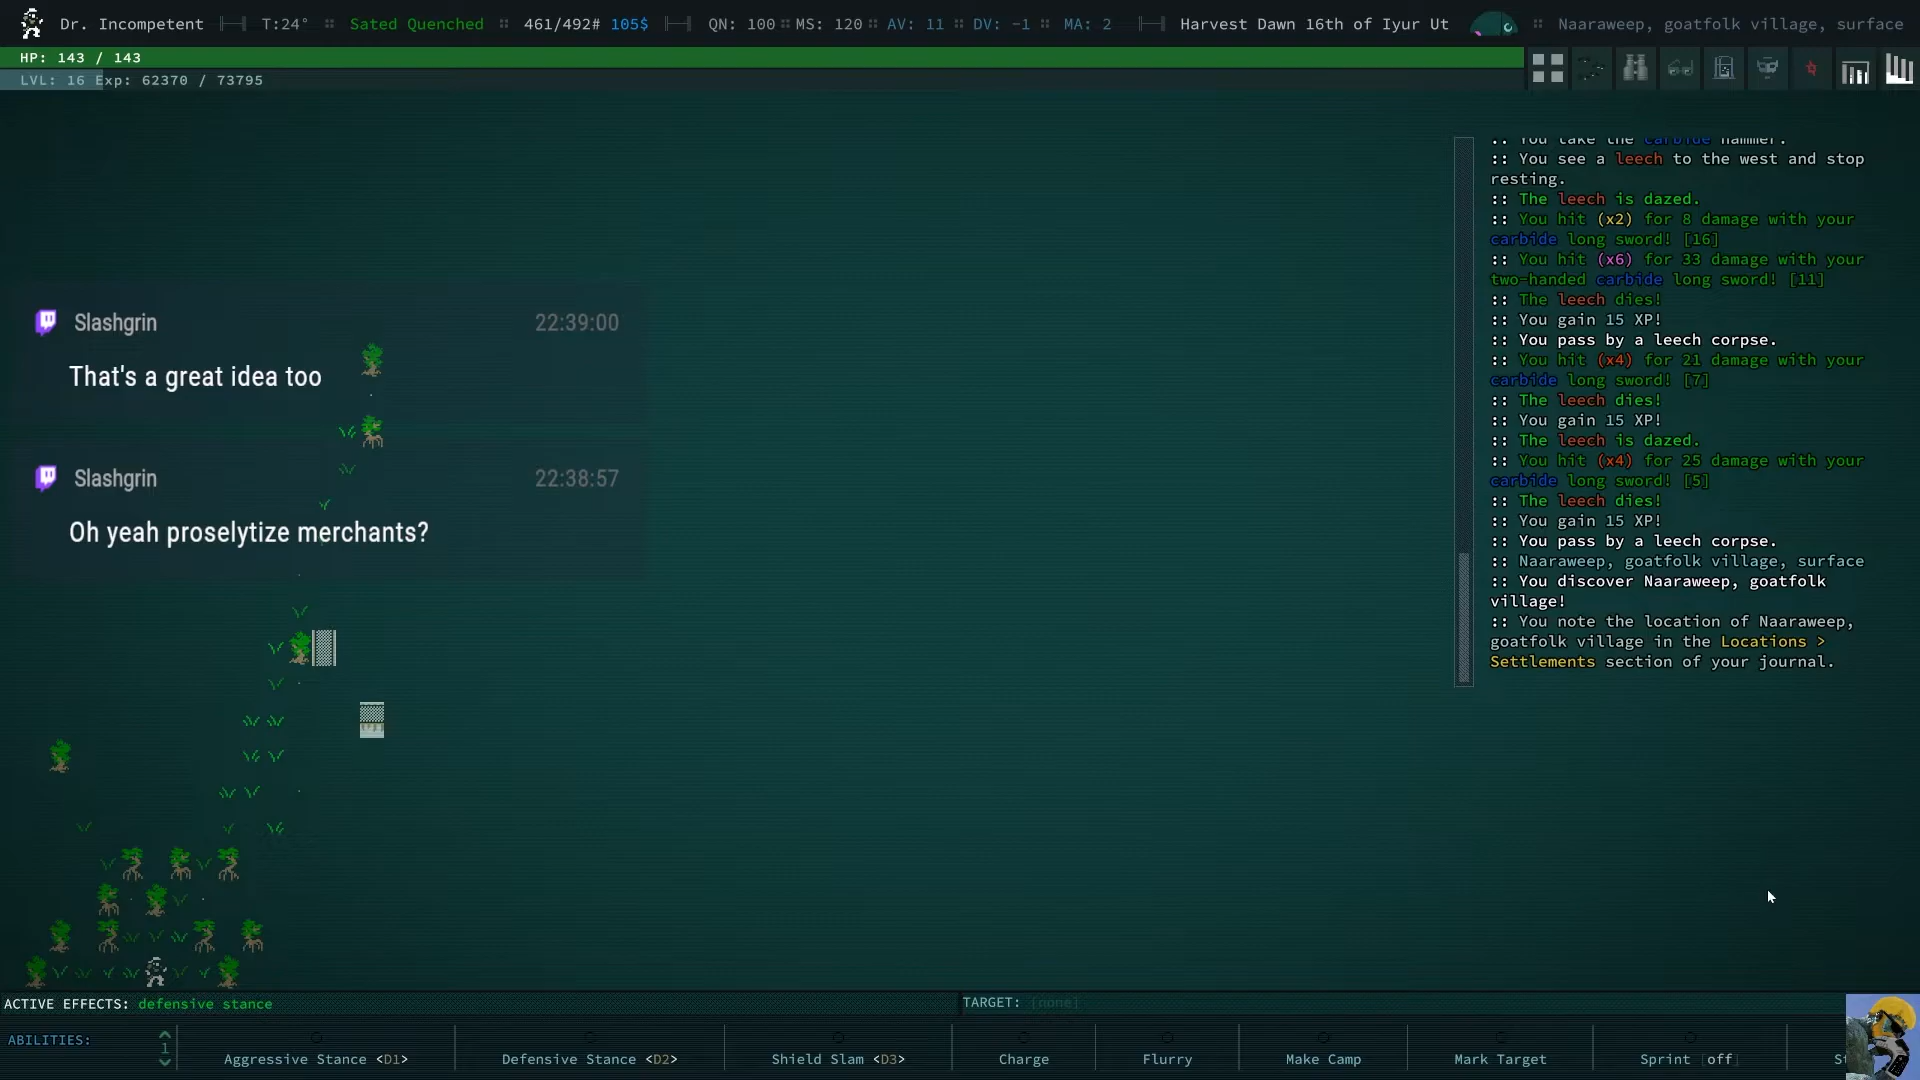 Dr. Incompetent T:24° Sated Quenched 461/492# 105$ QN: 100 MS: 120 AV: 11 DV: -1 MA: 2 Harvest Dawn 16th of Iyur Ut Naaraweep, goatfolk village, surface
HP: 143 / 143
LVL: 16 Exp: 62370 / 73795
:: You take the carbide hammer.
:: You see a leech to the west and stop
resting.
:: The leech is dazed.
:: You hit (x2) for 8 damage with your
carbide long sword! [16]
:: You hit (x6) for 33 damage with your
two-handed carbide long sword! [11]
:: The leech dies!
:: You gain 15 XP!
:: You pass by a leech corpse.
:: You hit (x4) for 21 damage with your
carbide long sword! [7]
:: The leech dies!
:: You gain 15 XP!
:: The leech is dazed.
:: You hit (x4) for 25 damage with your
carbide long sword! [5]
:: The leech dies!
:: You gain 15 XP!
:: You pass by a leech corpse.
:: Naaraweep, goatfolk village, surface
:: You discover Naaraweep, goatfolk
village!
:: You note the location of Naaraweep,
goatfolk village in the Locations >
Settlements section of your journal.
Slashgrin 22:39:00
That's a great idea too
Slashgrin 22:38:57
Oh yeah proselytize merchants?
ACTIVE EFFECTS: defensive stance TARGET: [none]
ABILITIES: 1 Aggressive Stance <D1> Defensive Stance <D2> Shield Slam <D3> Charge Flurry Make Camp Mark Target Sprint [off]